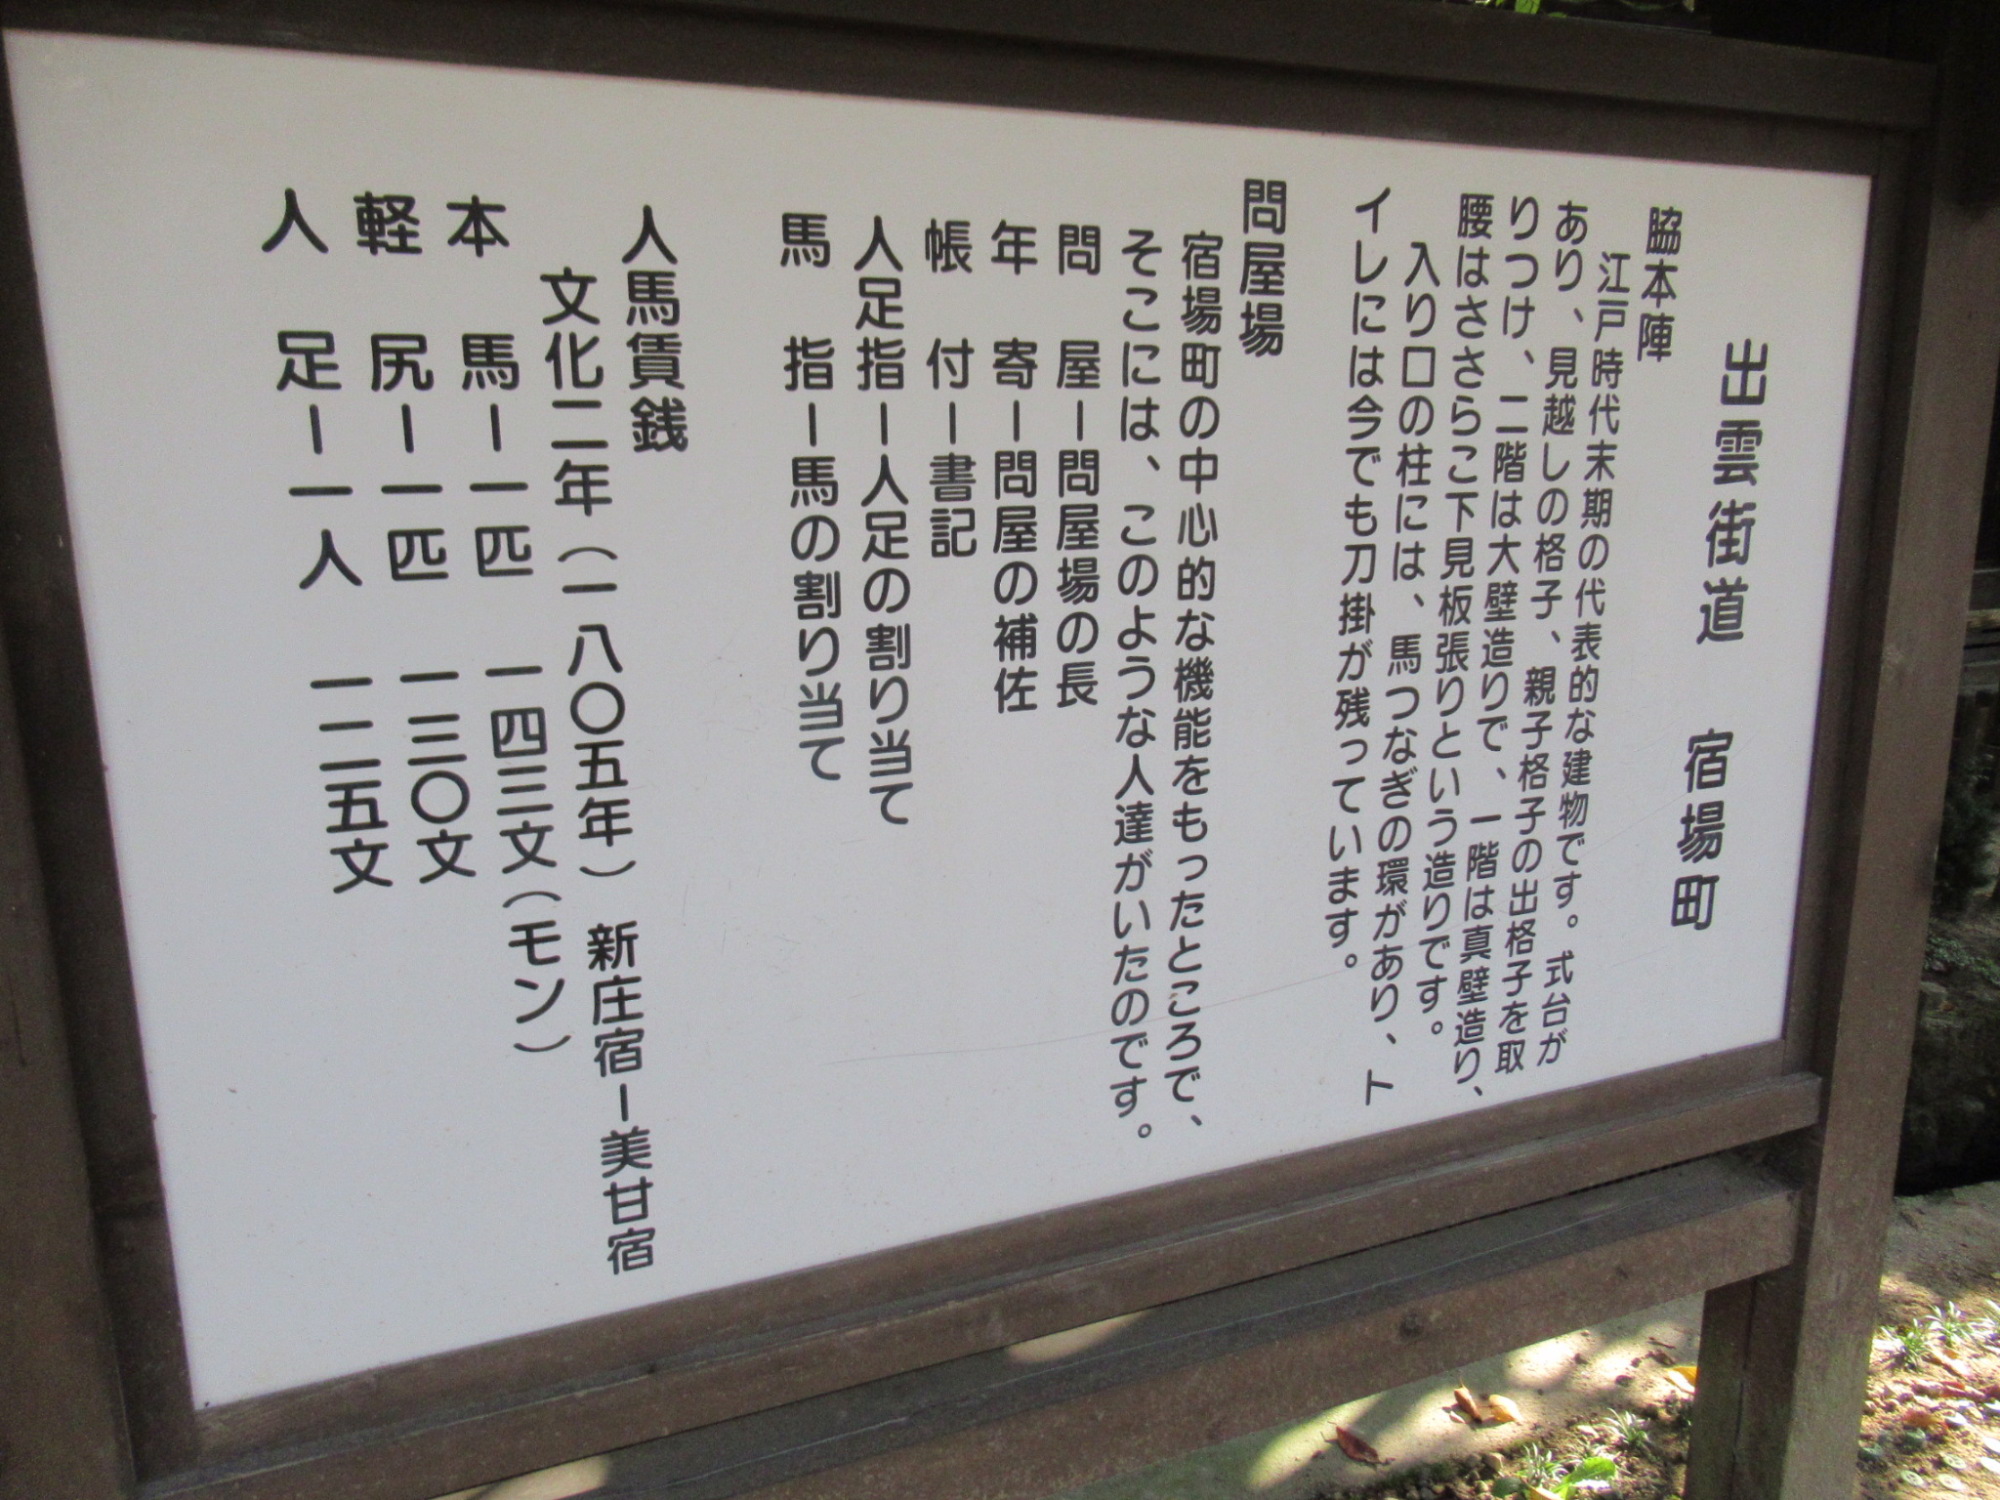 出雲街道　宿場町
脇本陣
江戸時代末期の代表的な建物です。式台が
あり、見越しの格子、親子格子の出格子を取
りつけ、二階は大壁造りで、一階は真壁造り、
腰はささらこ下見板張りという造りです。
入り口の柱には、馬つなぎの環があり、ト
イレには今でも刀掛が残っています。
問屋場
宿場町の中心的な機能をもったところで、
そこには、このような人達がいたのです。
問　屋ー問屋場の長
年　寄ー問屋の補佐
帳　付ー書記
人足指ー人足の割り当て
馬　指ー馬の割り当て
人馬賃銭
文化二年（一八〇五年）　新庄宿ー美甘宿
本　馬ー一匹　一四三文（モン）
軽　尻ー一匹　一三〇文
人　足ー一人　一二五文